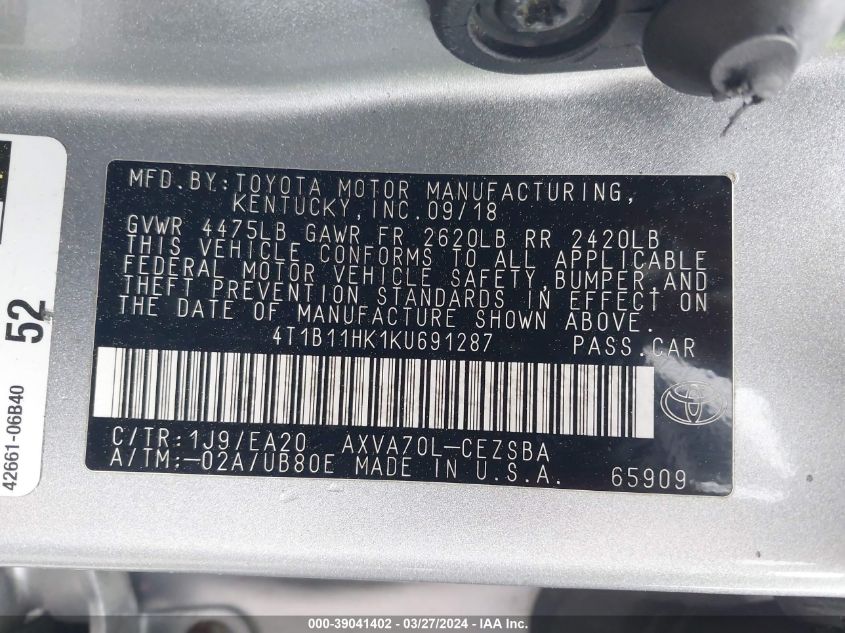 MFD.BY:TOYOTA MOTOR MANUFACTURING,
KENTUCKY,INC.09/18
GVWR 4475LB GAWR FR 2620LB RR 2420LB
THIS VEHICLE CONFORMS TO ALL APPLICABLE
FEDERAL MOTOR VEHICLE SAFETY,BUMPER,AND
THEFT PREVENTION STANDARDS IN EFFECT ON
THE DATE OF MANUFACTURE SHOWN ABOVE.
4T1B11HK1KU691287 PASS.CAR
C/TR:1J9/EA20 AXVA70L-CEZSBA
A/TM:-02A/UB80E MADE IN U.S.A. 65909
52
42661-06B40
000-39041402 - 03/27/2024 - IAA Inc.